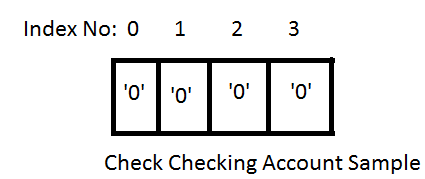 Index No: 0 1 2 3
'0' '0' '0' '0'
Check Checking Account Sample